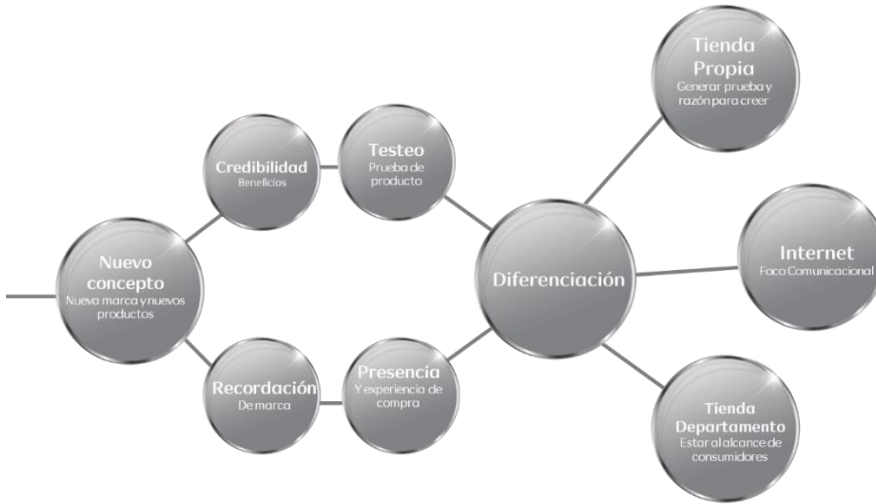 Nuevo
concepto
Nueva marca y nuevos
productos
Credibilidad
Beneficios
Testeo
Prueba de
producto
Recordación
De marca
Presencia
Y experiencia de
compra
Diferenciación
Tienda
Propia
Generar prueba y
razón para creer
Internet
Foco Comunicacional
Tienda
Departamento
Estar al alcance de
consumidores